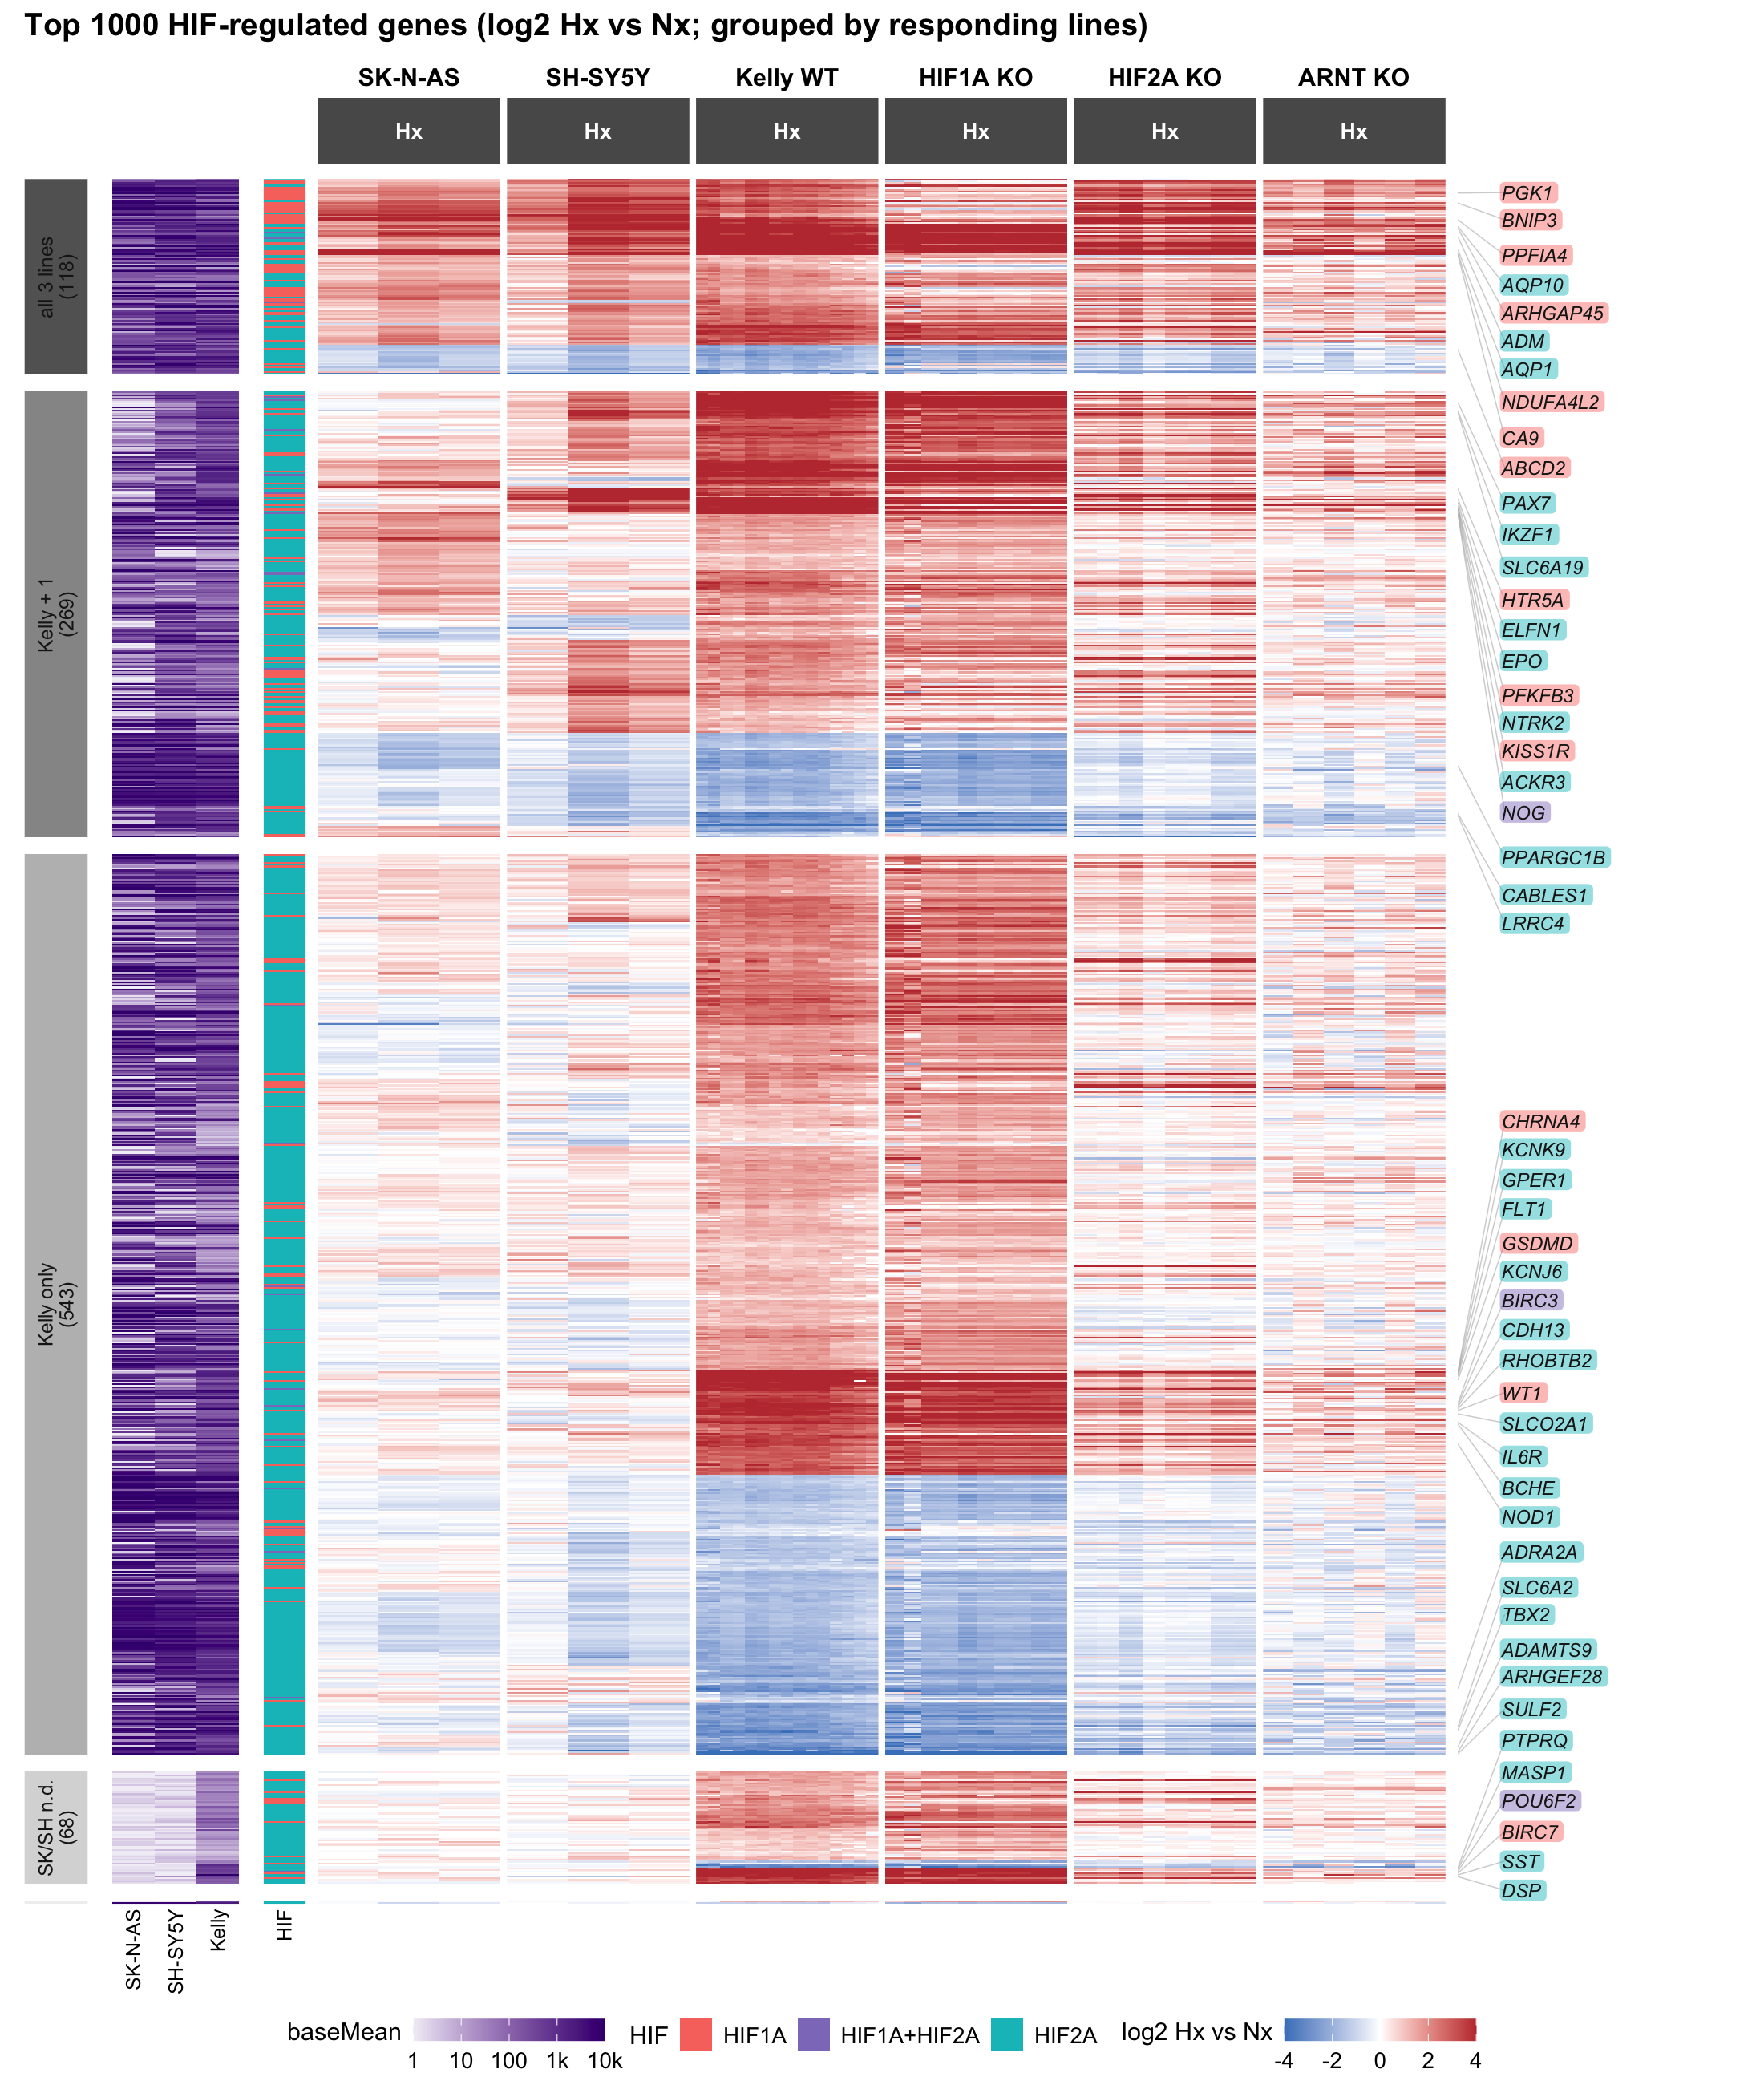 Top 1000 HIF-regulated genes (log2 Hx vs Nx; grouped by responding lines)
SK-N-AS
SH-SY5Y
Kelly WT
HIF1A KO
HIF2A KO
ARNT KO
Hx
Hx
Hx
Hx
Hx
Hx
all 3 lines
(118)
Kelly + 1
(269)
Kelly only
(543)
SK/SH n.d.
(68)
PGK1
BNIP3
PPFIA4
AQP10
ARHGAP45
ADM
AQP1
NDUFA4L2
CA9
ABCD2
PAX7
IKZF1
SLC6A19
HTR5A
ELFN1
EPO
PFKFB3
NTRK2
KISS1R
ACKR3
NOG
PPARGC1B
CABLES1
LRRC4
CHRNA4
KCNK9
GPER1
FLT1
GSDMD
KCNJ6
BIRC3
CDH13
RHOBTB2
WT1
SLCO2A1
IL6R
BCHE
NOD1
ADRA2A
SLC6A2
TBX2
ADAMTS9
ARHGEF28
SULF2
PTPRQ
MASP1
POU6F2
BIRC7
SST
DSP
SK-N-AS
SH-SY5Y
Kelly
HIF
baseMean
1 10 100 1k 10k
HIF
HIF1A
HIF1A+HIF2A
HIF2A
log2 Hx vs Nx
-4 -2 0 2 4